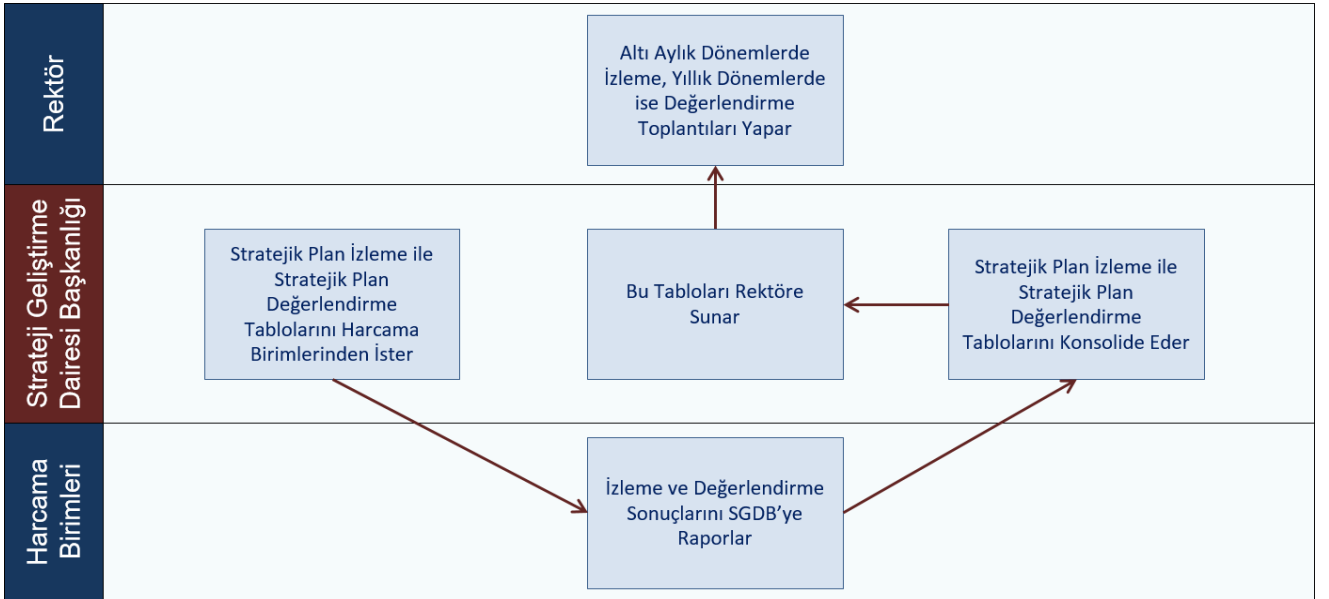 Rektör
Altı Aylık Dönemlerde
İzleme, Yıllık Dönemlerde
ise Değerlendirme
Toplantıları Yapar
Strateji Geliştirme
Dairesi Başkanlığı
Stratejik Plan İzleme ile
Stratejik Plan
Değerlendirme
Tablolarını Harcama
Birimlerinden İster
Bu Tabloları Rektöre
Sunar
Stratejik Plan İzleme ile
Stratejik Plan
Değerlendirme
Tablolarını Konsolide Eder
Harcama
Birimleri
İzleme ve Değerlendirme
Sonuçlarını SGDB’ye
Raporlar